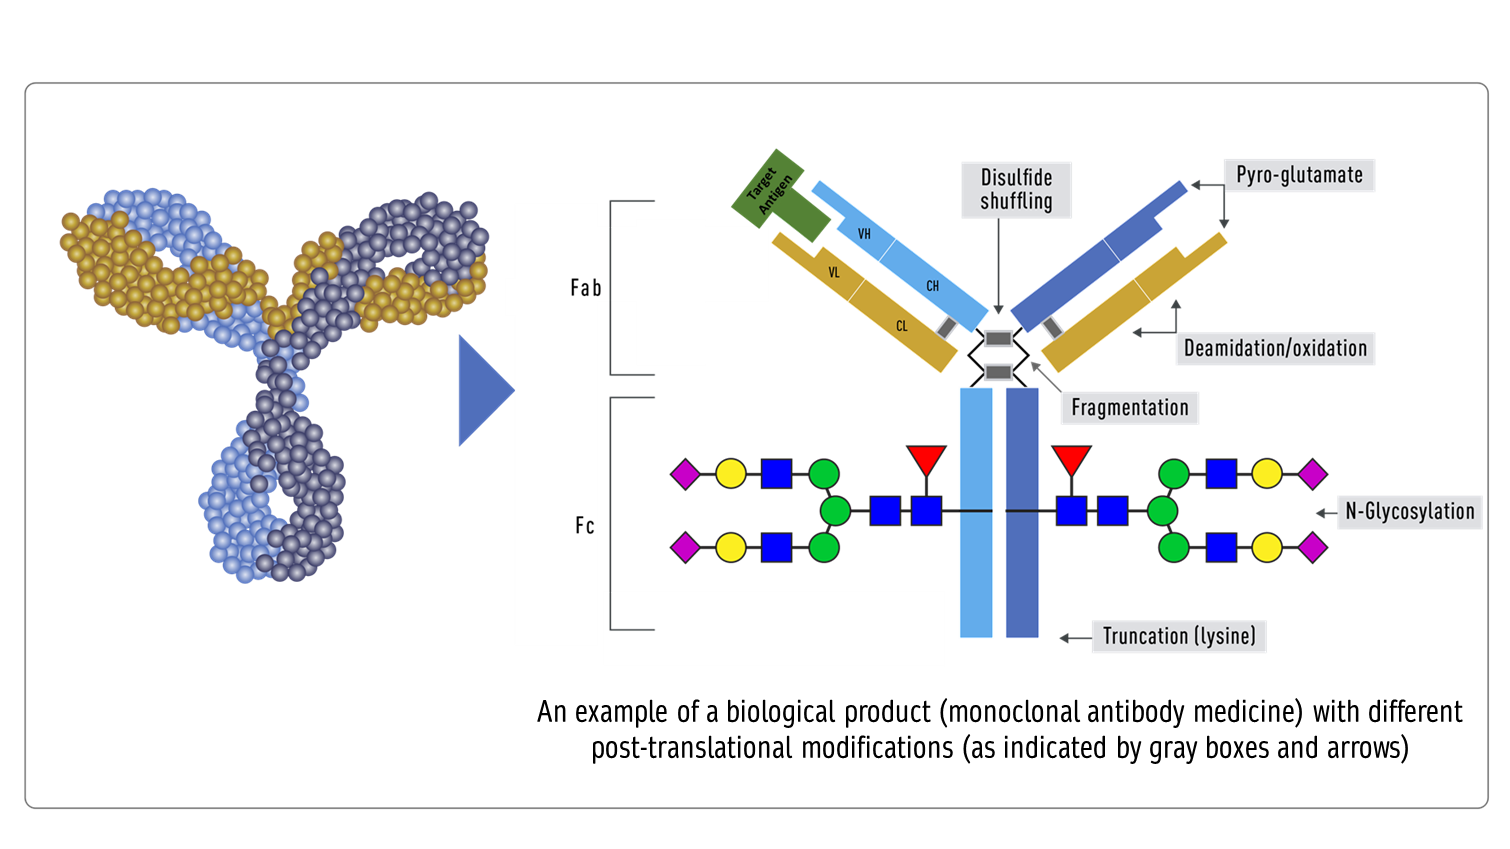 Target
Antigen
Disulfide
shuffling
Pyro-glutamate
VH
VL
CH
CL
Fab
Deamidation/oxidation
Fragmentation
Fc
N-Glycosylation
Truncation (lysine)
An example of a biological product (monoclonal antibody medicine) with different
post-translational modifications (as indicated by gray boxes and arrows)